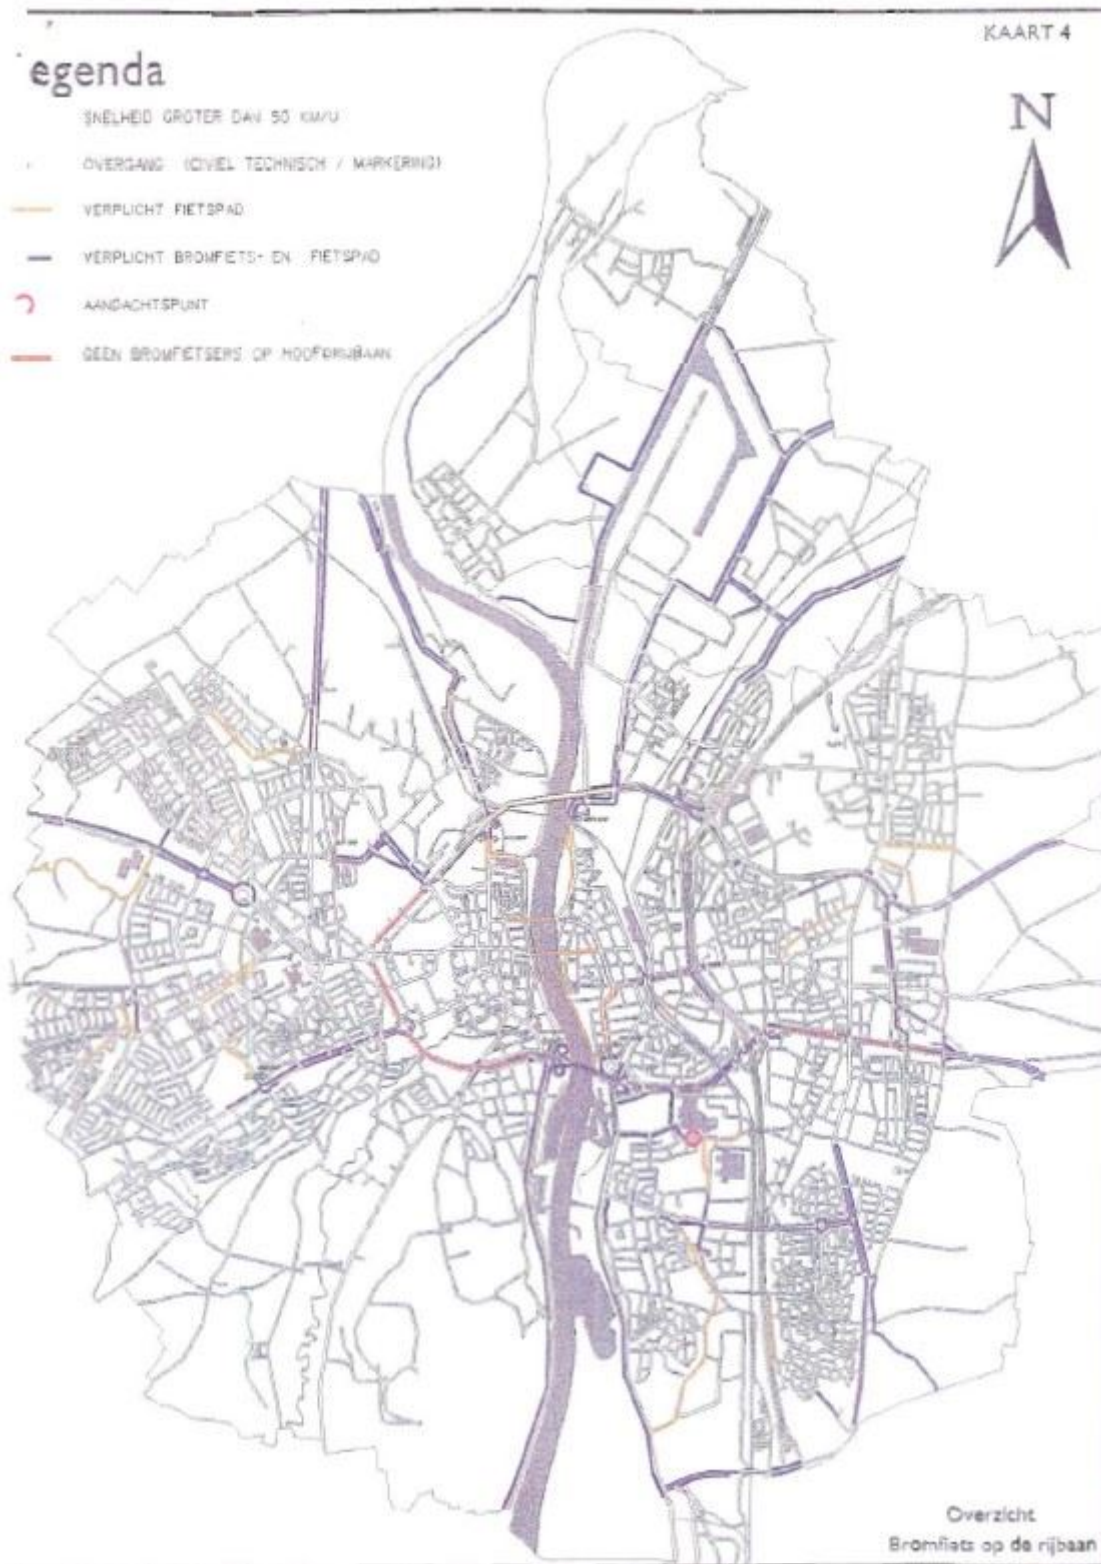 KAART 4
egenda
SNELHEID GROTER DAN 50 KM/U
OVERGANG (CIVIEL TECHNISCH / MARKERING)
N
VERPLICHT FIETSPAD
VERPLICHT BROMFIETS- EN FIETSPAD
AANDACHTSPUNT
GEEN BROMFIETSERS OP HOOFDRIJBAAN
Overzicht
Bromfiets op de rijbaan